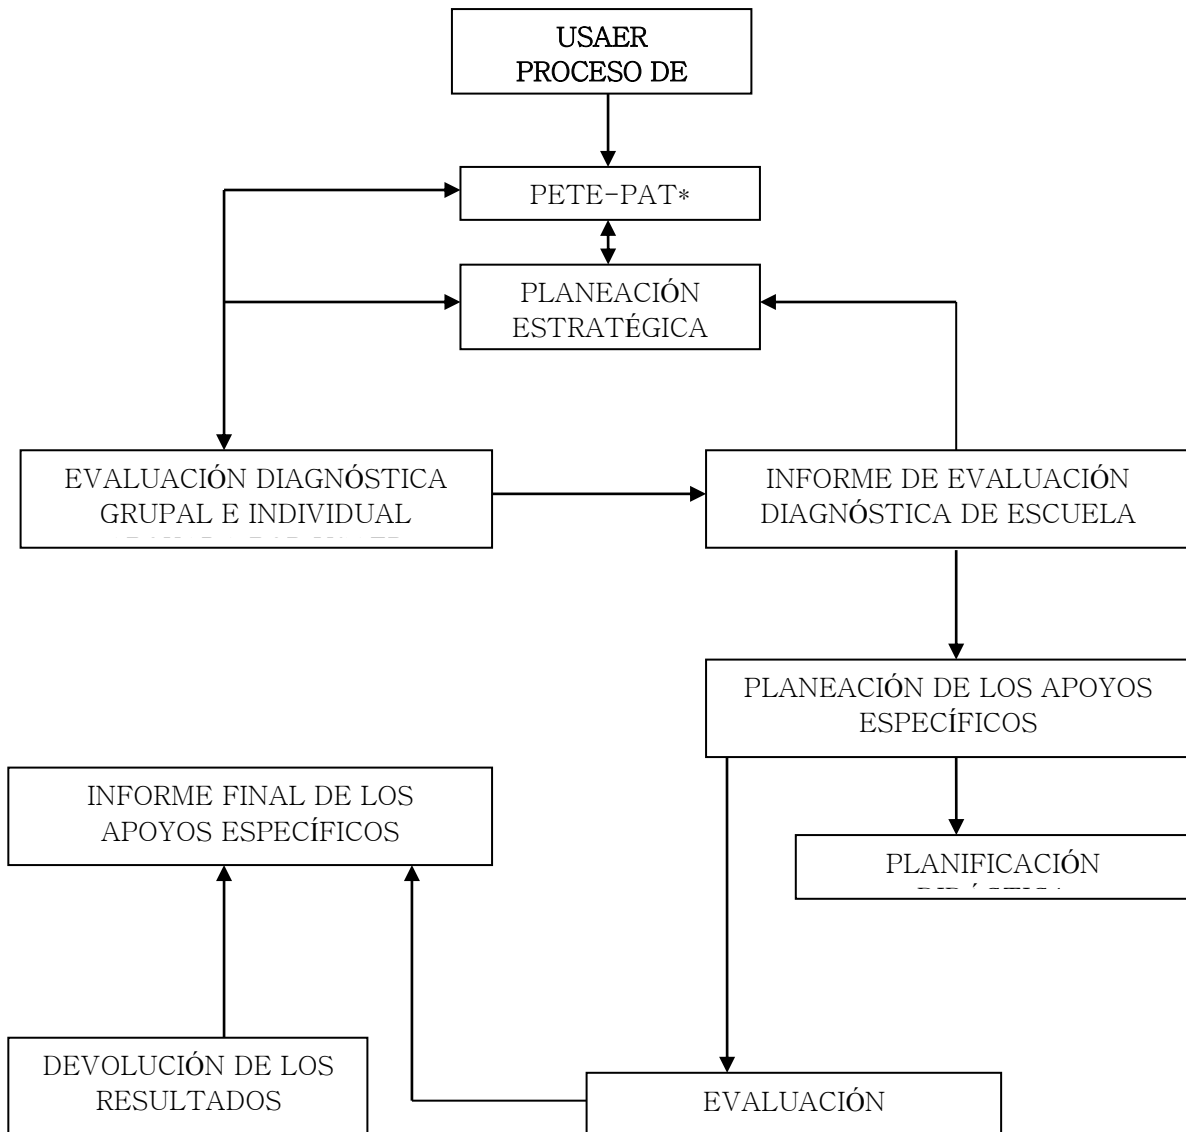 USAER
PROCESO DE
PETE-PAT*
PLANEACIÓN
ESTRATÉGICA
EVALUACIÓN DIAGNÓSTICA
GRUPAL E INDIVIDUAL
INFORME DE EVALUACIÓN
DIAGNÓSTICA DE ESCUELA
PLANEACIÓN DE LOS APOYOS
ESPECÍFICOS
INFORME FINAL DE LOS
APOYOS ESPECÍFICOS
PLANIFICACIÓN
DEVOLUCIÓN DE LOS
RESULTADOS
EVALUACIÓN